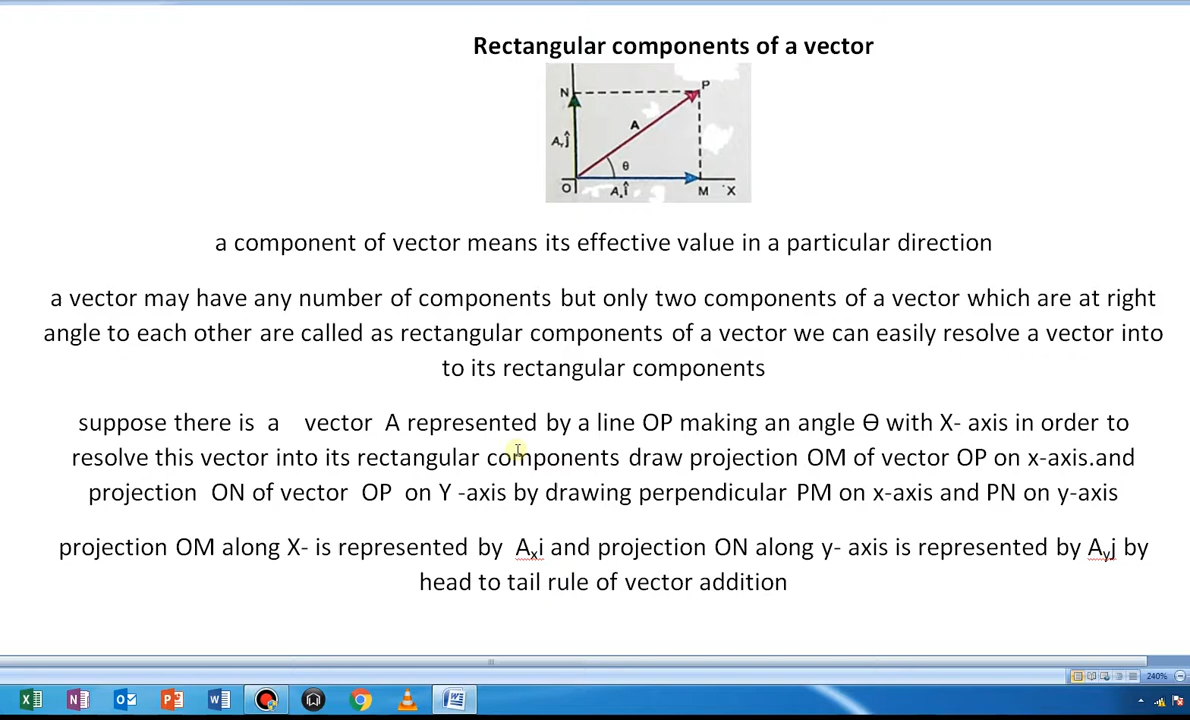 Rectangular components of a vector
P
N
A
Aᵧĵ
θ
O
Aₓî
M
X
a component of vector means its effective value in a particular direction
a vector may have any number of components but only two components of a vector which are at right
angle to each other are called as rectangular components of a vector we can easily resolve a vector into
to its rectangular components
suppose there is a vector A represented by a line OP making an angle Ɵ with X- axis in order to
resolve this vector into its rectangular components draw projection OM of vector OP on x-axis.and
projection ON of vector OP on Y -axis by drawing perpendicular PM on x-axis and PN on y-axis
projection OM along X- is represented by Aₓi and projection ON along y- axis is represented by Aᵧj by
head to tail rule of vector addition
240%